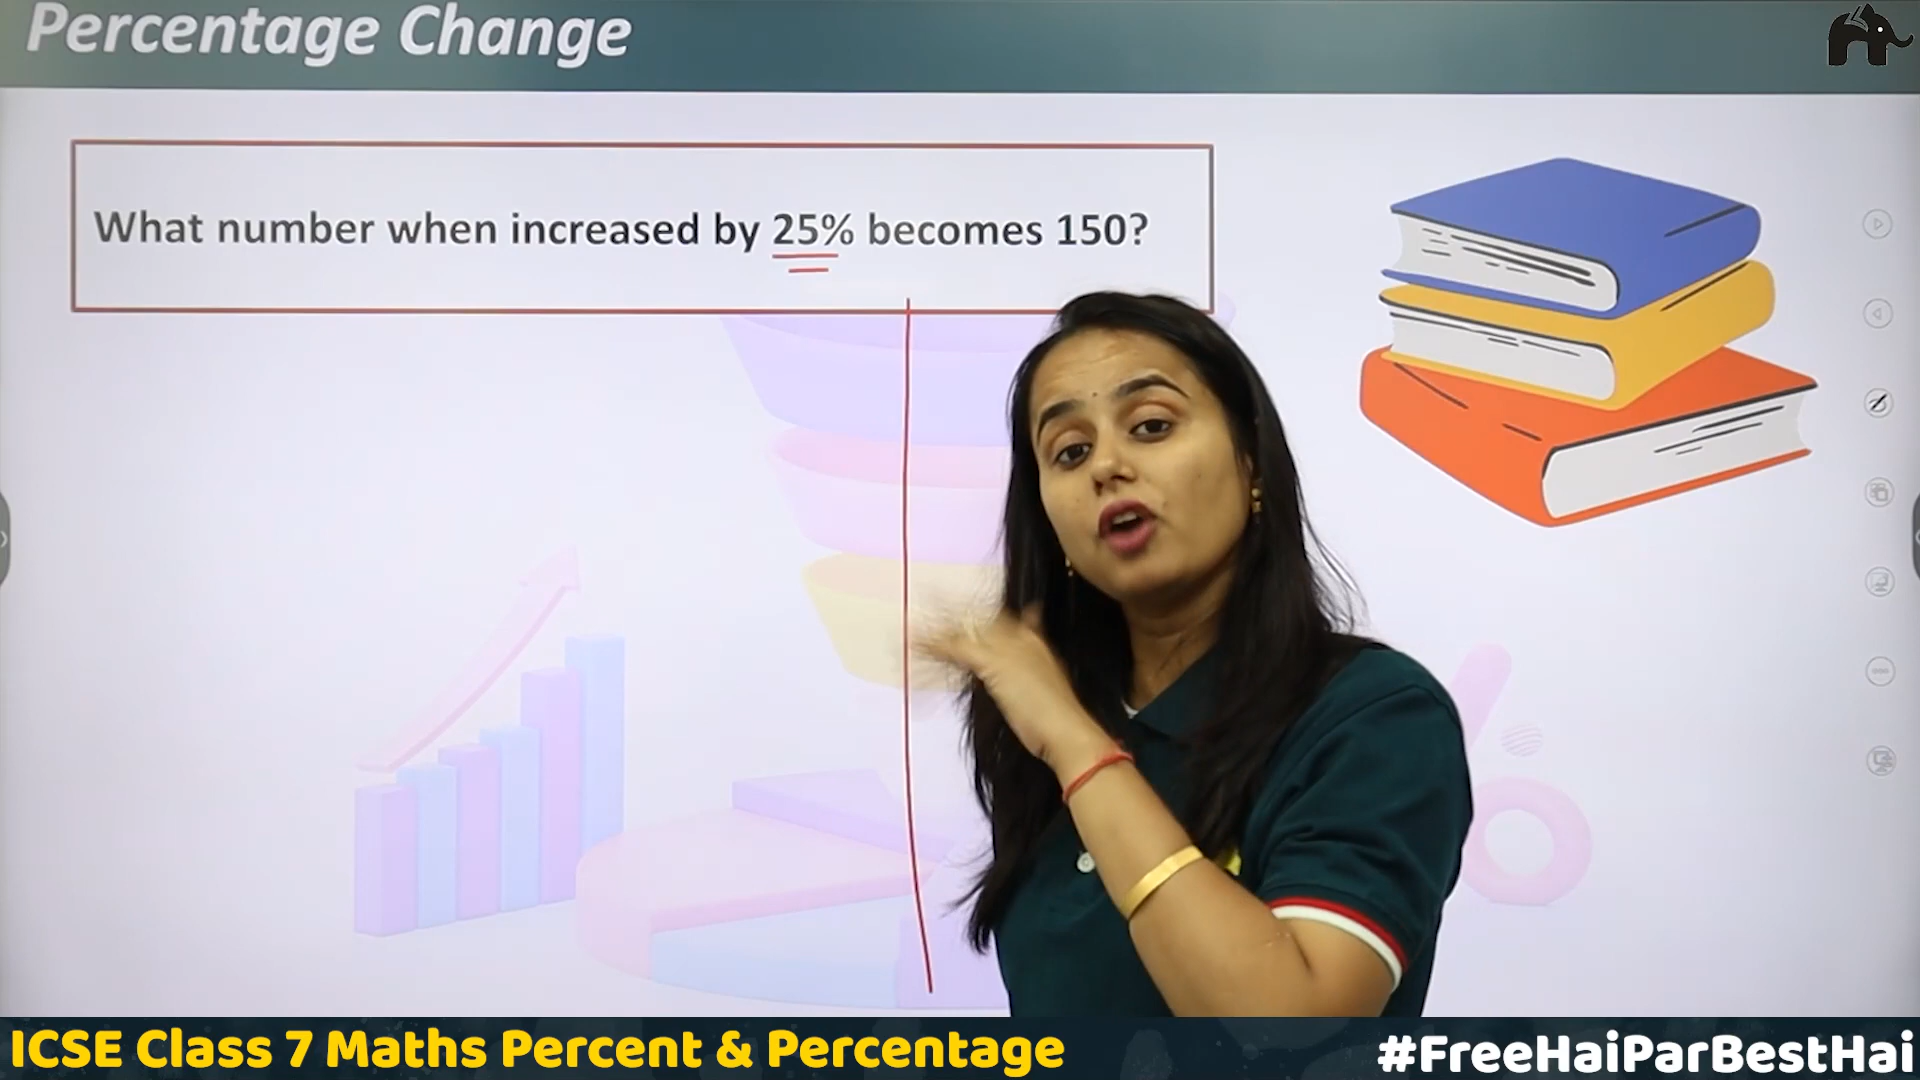 Percentage Change
What number when increased by 25% becomes 150?
ICSE Class 7 Maths Percent & Percentage
#FreeHaiParBestHai